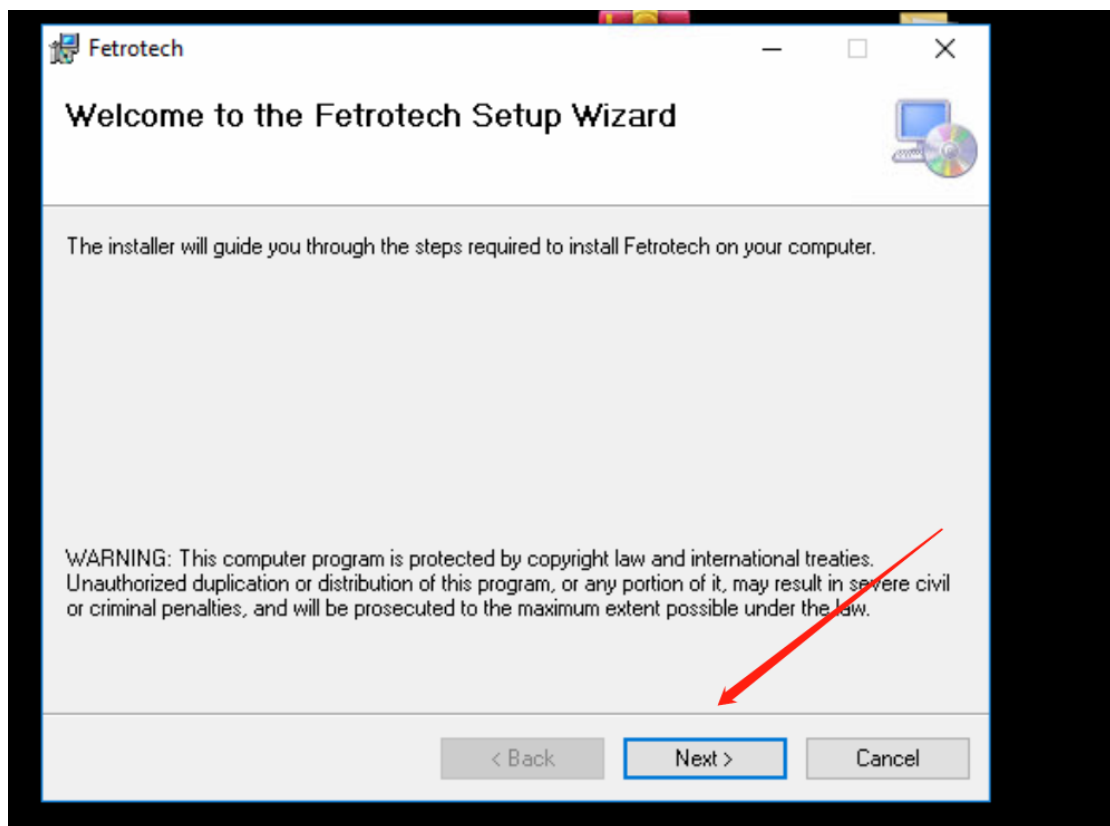 Fetrotech
Welcome to the Fetrotech Setup Wizard
The installer will guide you through the steps required to install Fetrotech on your computer.
WARNING: This computer program is protected by copyright law and international treaties.
Unauthorized duplication or distribution of this program, or any portion of it, may result in severe civil
or criminal penalties, and will be prosecuted to the maximum extent possible under the law.
< Back
Next >
Cancel